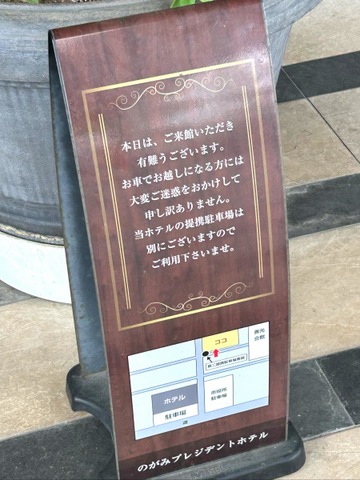 本日は、ご来館いただき
有難うございます。
お車でお越しになる方には
大変ご迷惑をおかけして
申し訳ありません。
当ホテルの提携駐車場は
別にございますので
ご利用下さいませ。
ココ
ホテル
駐車場
駐車場
のがみプレジデントホテル